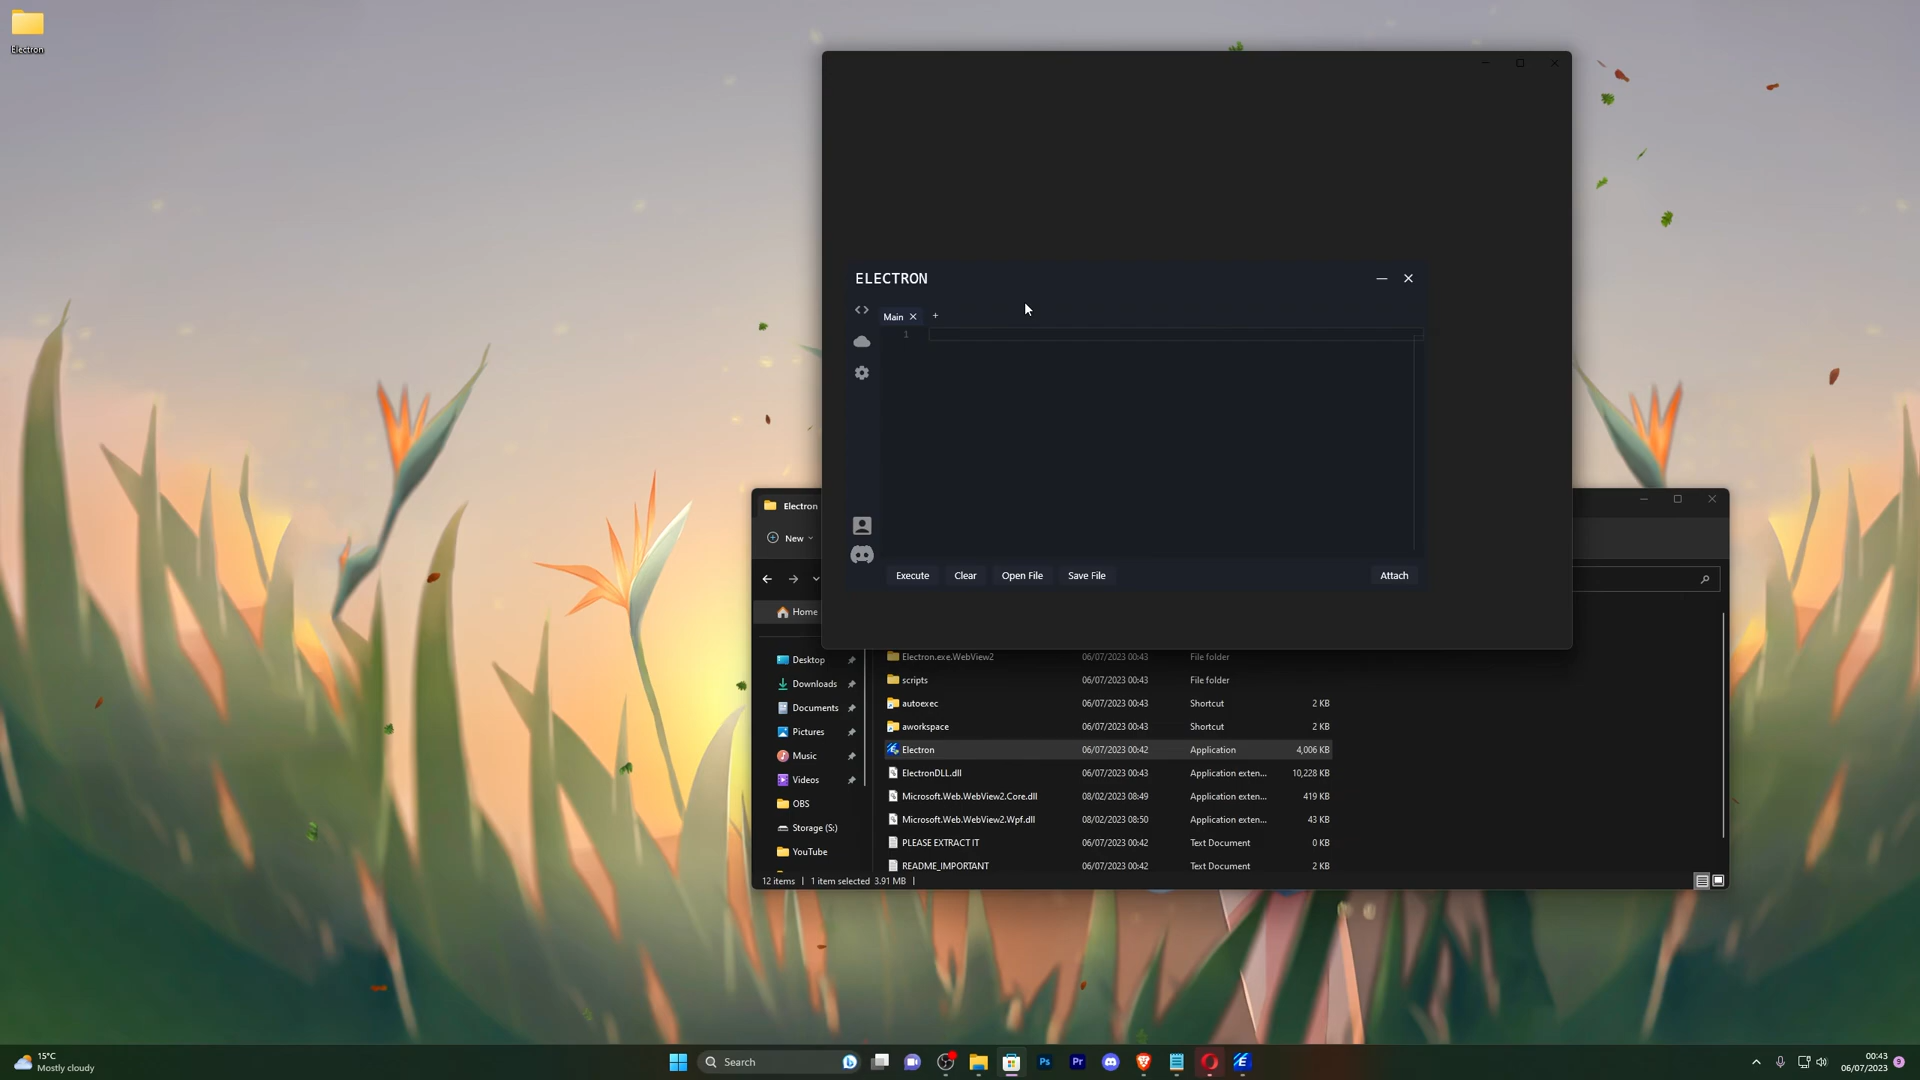 Electron
ELECTRON
Main
+
1
Execute
Clear
Open File
Save File
Attach
Electron
New
Home
Desktop
Downloads
Documents
Pictures
Music
Videos
OBS
Storage (S:)
YouTube
Electron.exe.WebView2 06/07/2023 00:43 File folder
scripts 06/07/2023 00:43 File folder
autoexec 06/07/2023 00:43 Shortcut 2 KB
aworkspace 06/07/2023 00:43 Shortcut 2 KB
Electron 06/07/2023 00:42 Application 4,006 KB
ElectronDLL.dll 06/07/2023 00:43 Application exten... 10,228 KB
Microsoft.Web.WebView2.Core.dll 08/02/2023 08:49 Application exten... 419 KB
Microsoft.Web.WebView2.Wpf.dll 08/02/2023 08:50 Application exten... 43 KB
PLEASE EXTRACT IT 06/07/2023 00:42 Text Document 0 KB
README_IMPORTANT 06/07/2023 00:42 Text Document 2 KB
12 items | 1 item selected 3.91 MB |
15°C
Mostly cloudy
Search
Ps
Pr
00:43
06/07/2023
9